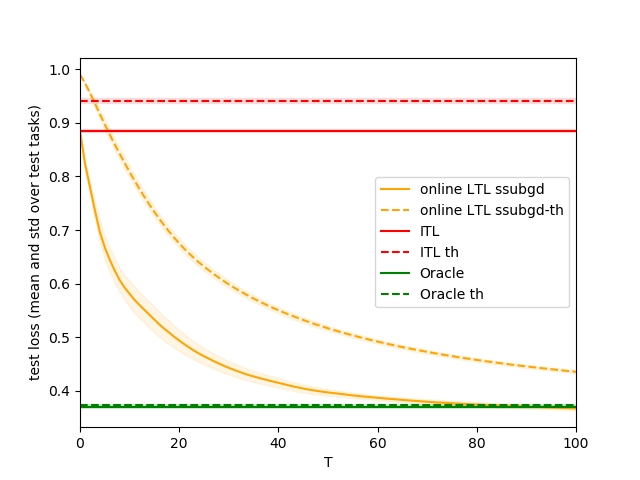 1.0
0.9
0.8
0.7
0.6
0.5
0.4
test loss (mean and std over test tasks)
online LTL ssubgd
online LTL ssubgd-th
ITL
ITL th
Oracle
Oracle th
0 20 40 60 80 100
T